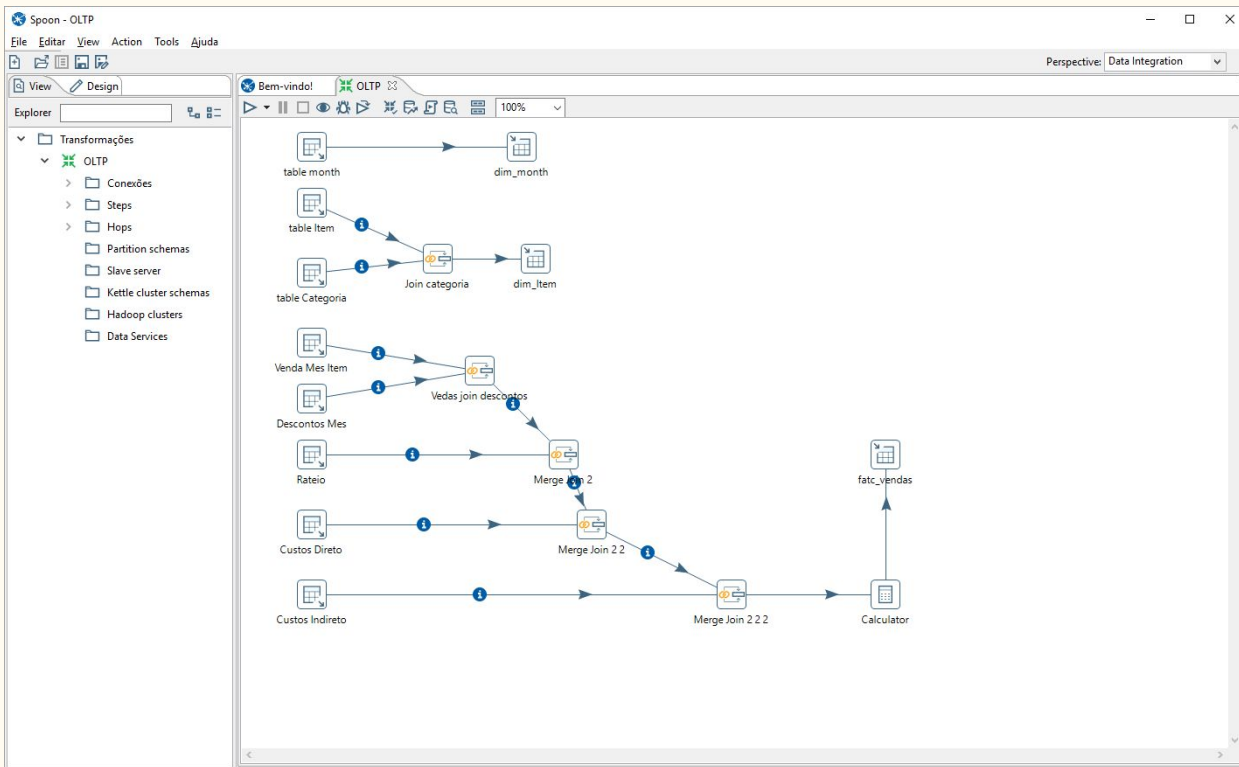 Spoon - OLTP
File Editar View Action Tools Ajuda
Perspective: Data Integration
View Design
Bem-vindo! OLTP
Explorer
100%
Transformações
OLTP
Conexões
Steps
Hops
Partition schemas
Slave server
Kettle cluster schemas
Hadoop clusters
Data Services
table month
dim_month
table Item
Join categoria
dim_Item
table Categoria
Venda Mes Item
Vedas join descontos
Descontos Mes
Rateio
Merge Join 2
fatc_vendas
Custos Direto
Merge Join 2 2
Custos Indireto
Merge Join 2 2 2
Calculator